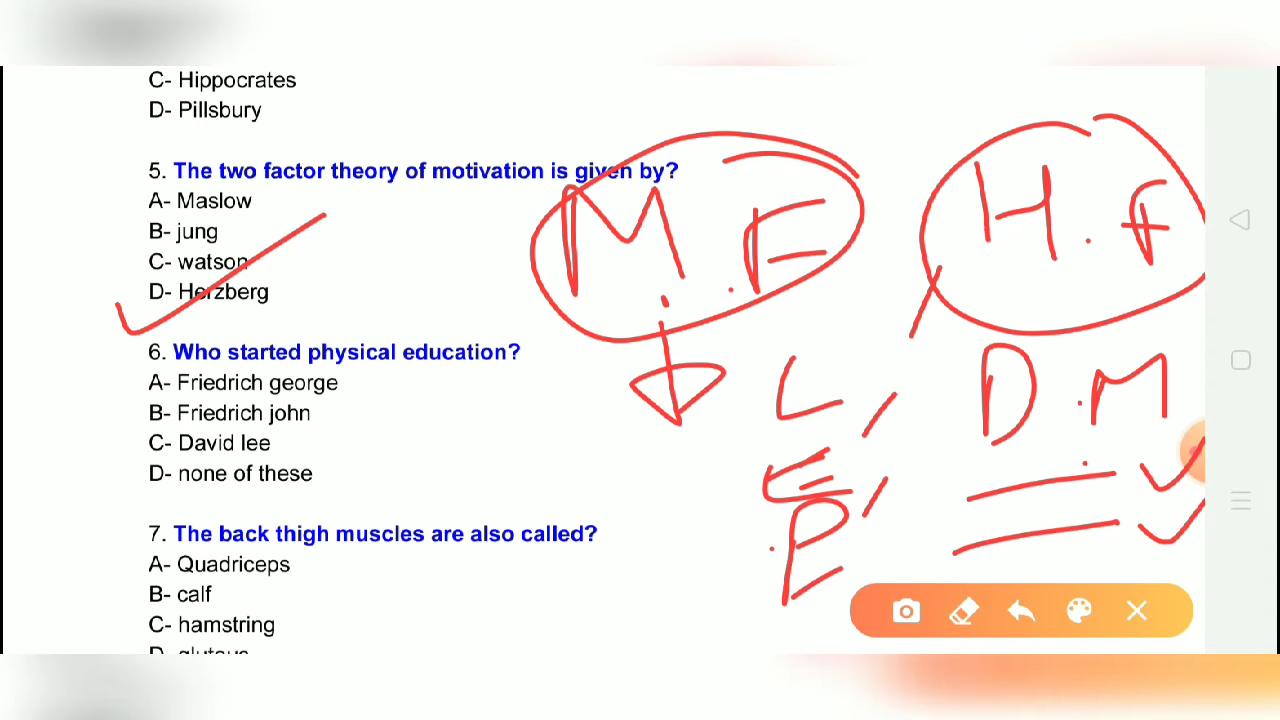 C- Hippocrates
D- Pillsbury
5. The two factor theory of motivation is given by?
A- Maslow
B- jung
C- watson
D- Herzberg
6. Who started physical education?
A- Friedrich george
B- Friedrich john
C- David lee
D- none of these
7. The back thigh muscles are also called?
A- Quadriceps
B- calf
C- hamstring
D- gluteus
M. F
H. F
D.M